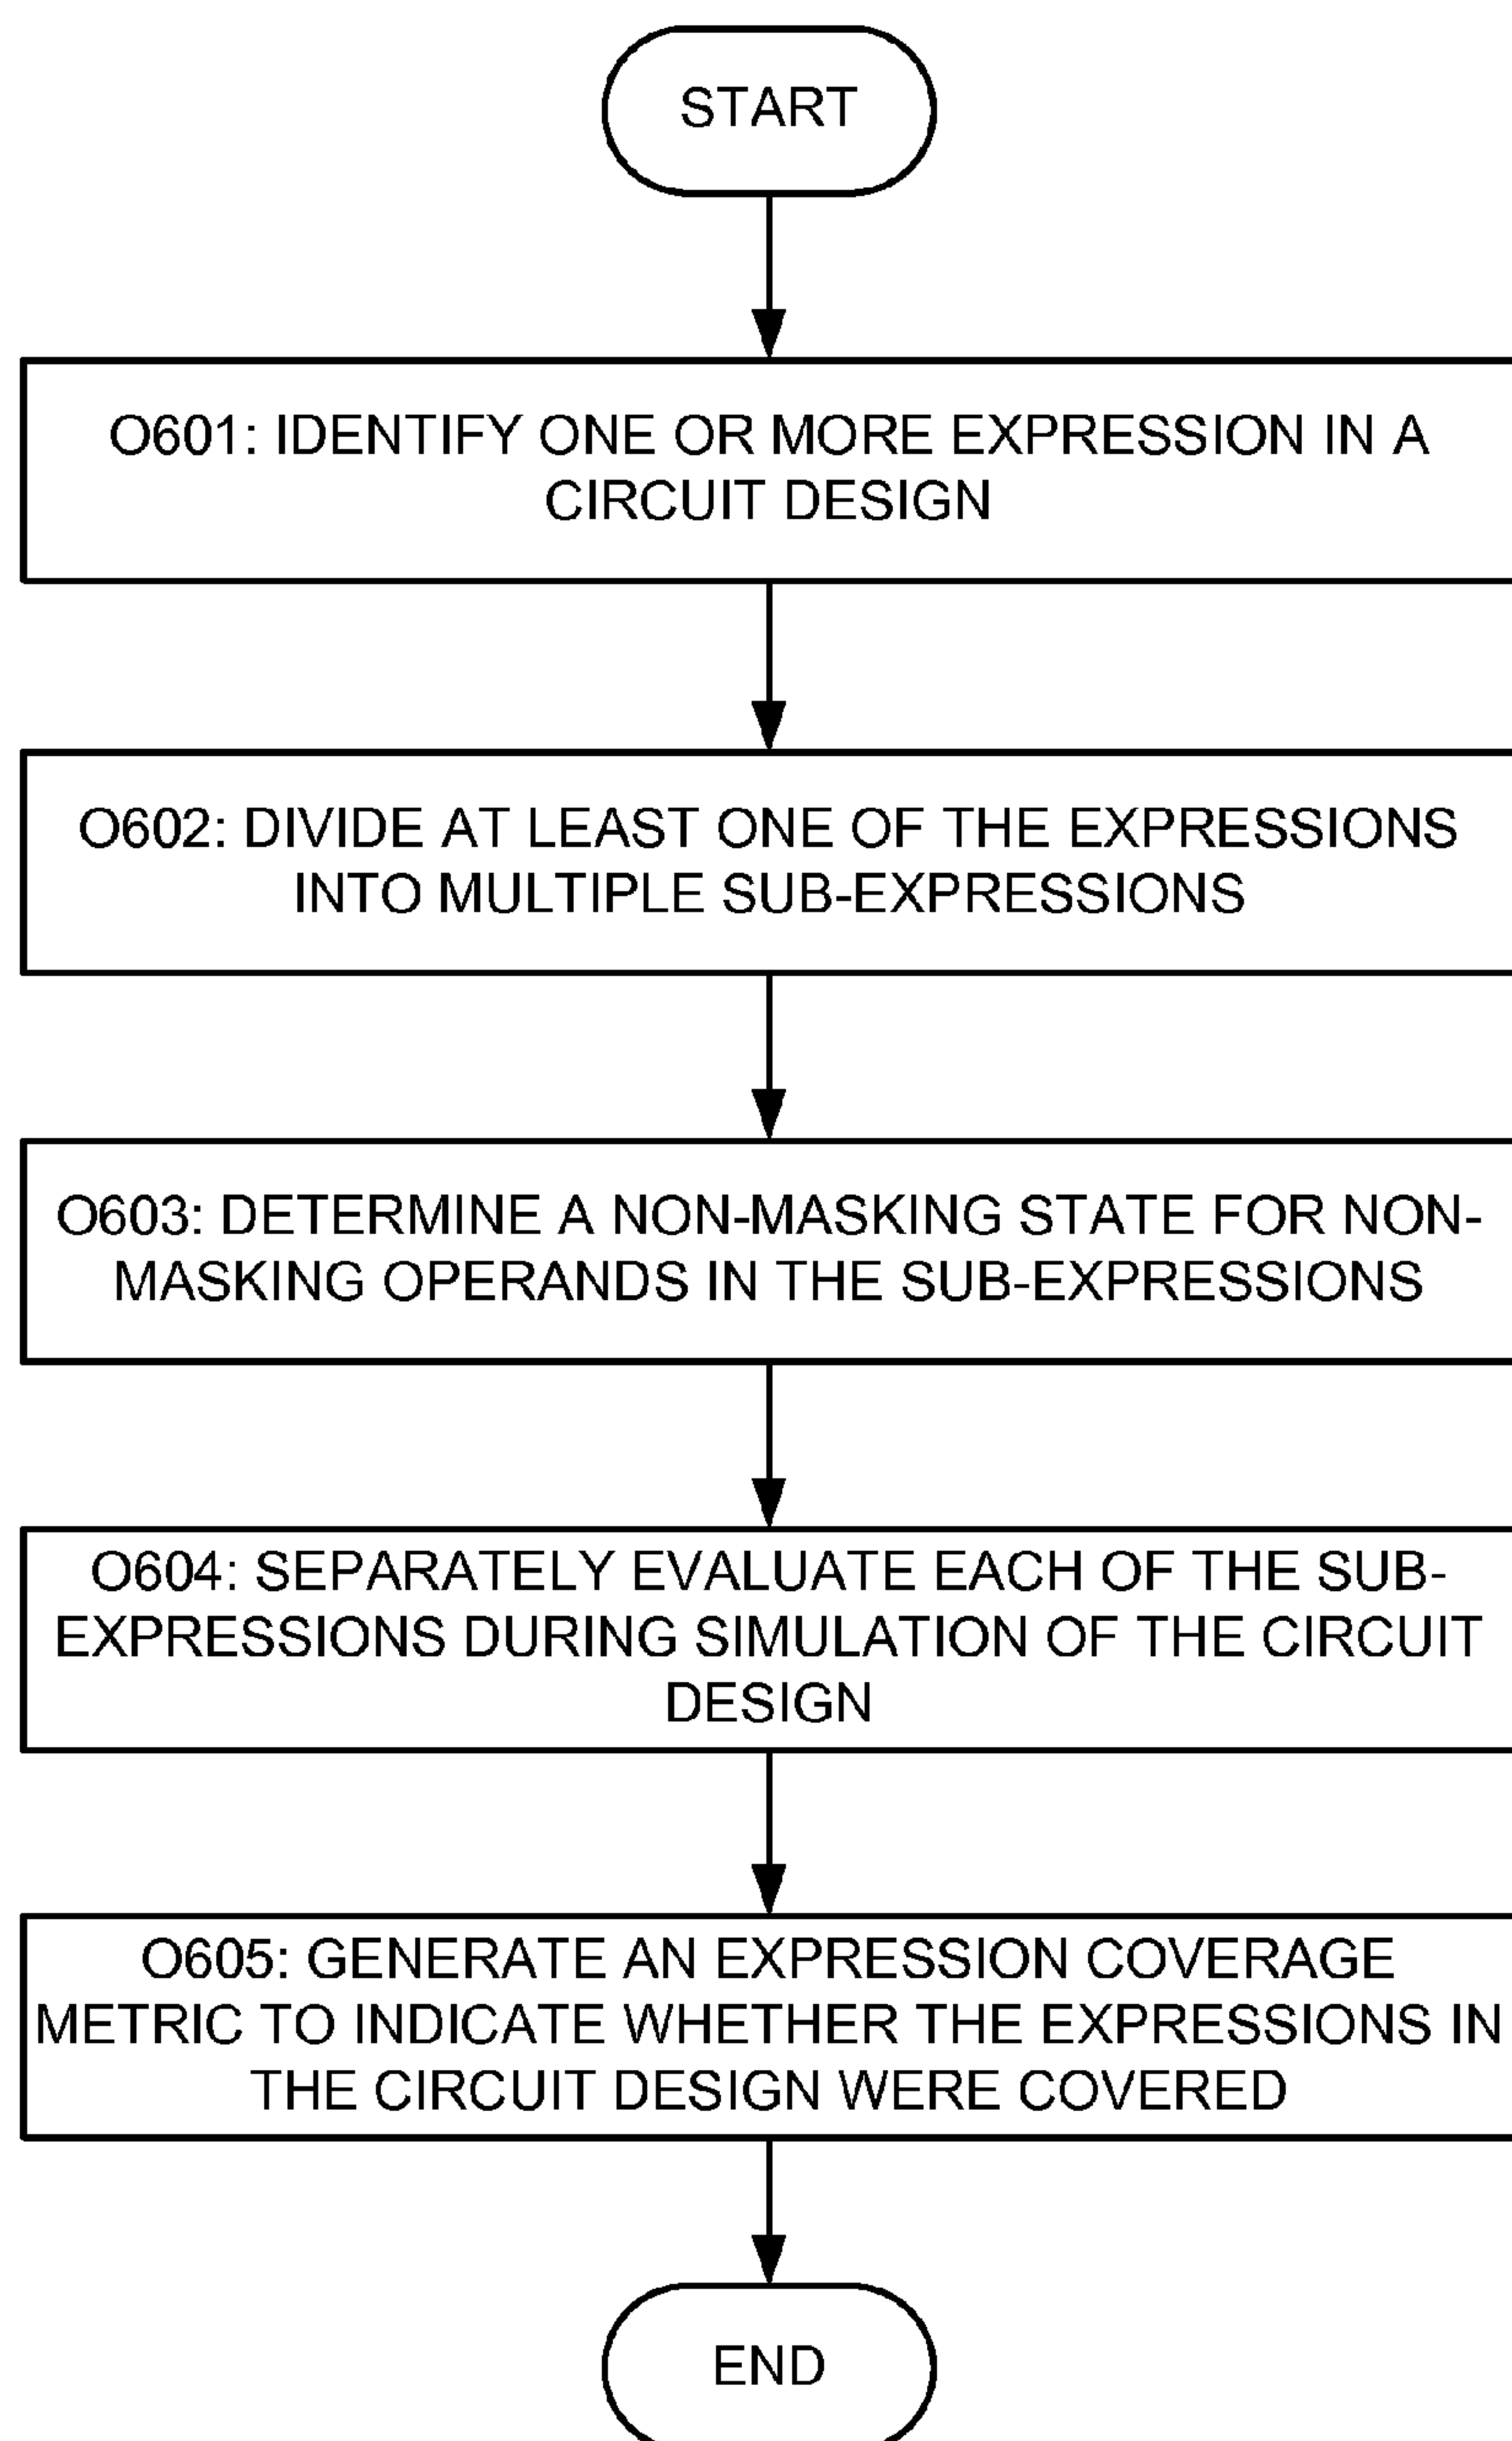 START
O601: IDENTIFY ONE OR MORE EXPRESSION IN A
CIRCUIT DESIGN
O602: DIVIDE AT LEAST ONE OF THE EXPRESSIONS
INTO MULTIPLE SUB-EXPRESSIONS
O603: DETERMINE A NON-MASKING STATE FOR NON-
MASKING OPERANDS IN THE SUB-EXPRESSIONS
O604: SEPARATELY EVALUATE EACH OF THE SUB-
EXPRESSIONS DURING SIMULATION OF THE CIRCUIT
DESIGN
O605: GENERATE AN EXPRESSION COVERAGE
METRIC TO INDICATE WHETHER THE EXPRESSIONS IN
THE CIRCUIT DESIGN WERE COVERED
END